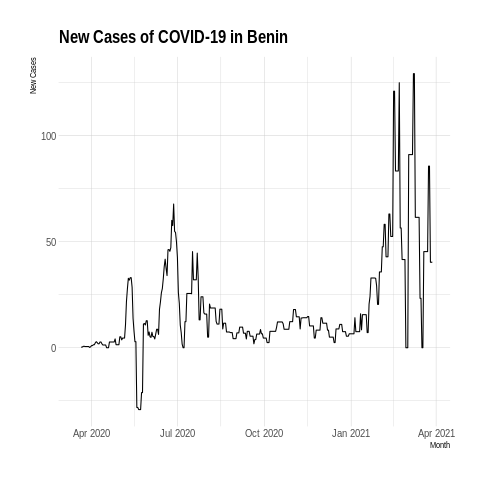 New Cases of COVID-19 in Benin
New Cases
100
50
0
Apr 2020
Jul 2020
Oct 2020
Jan 2021
Apr 2021
Month